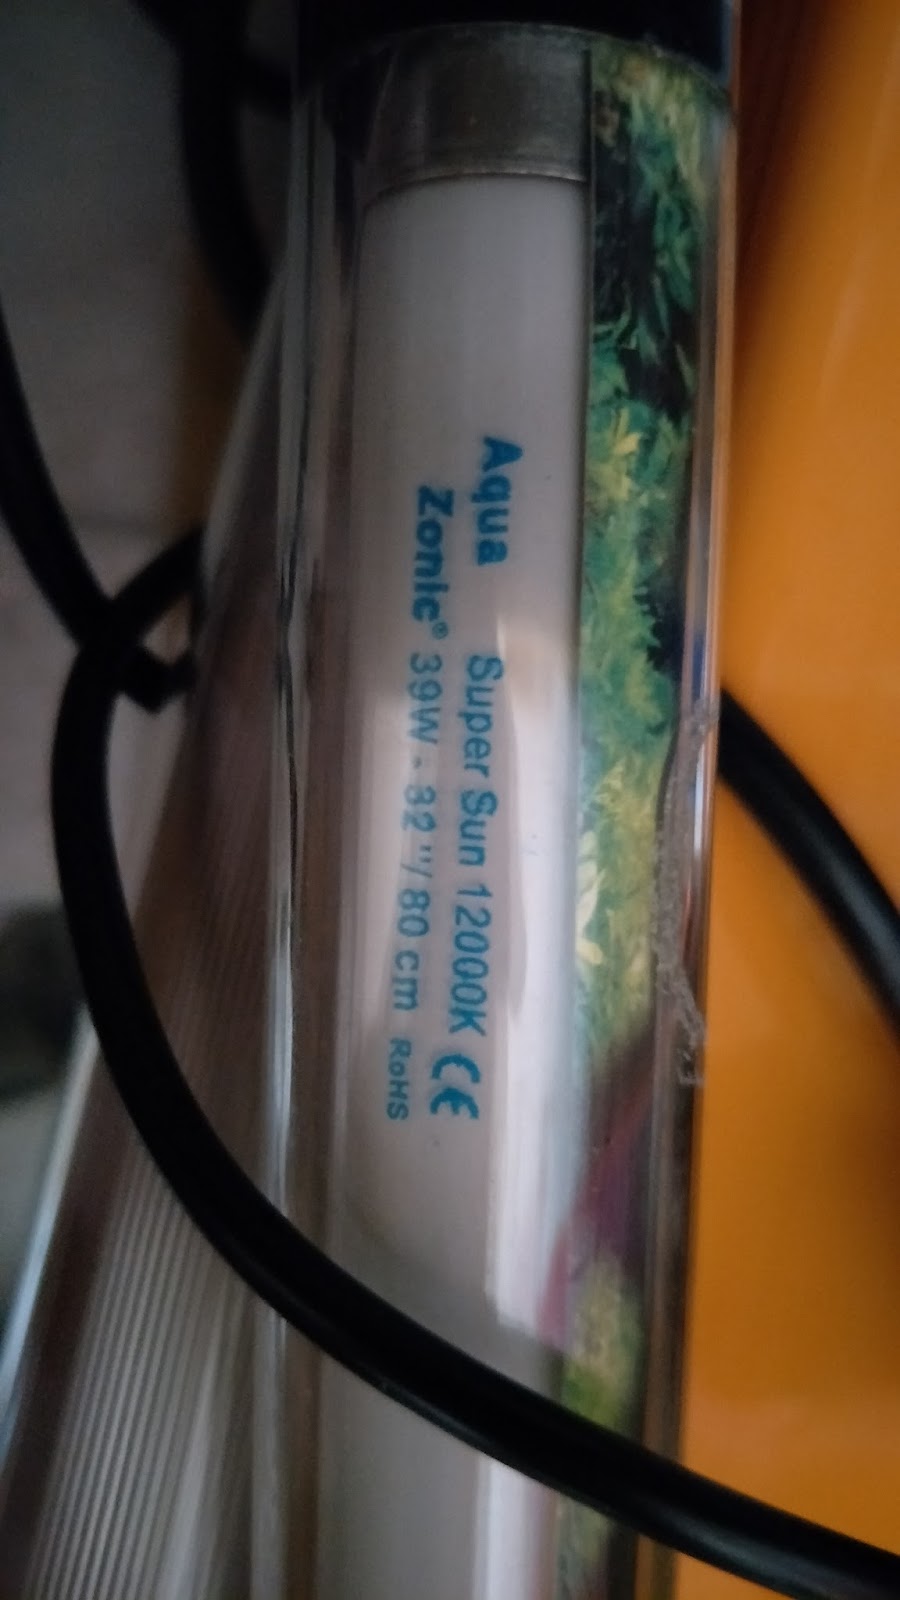 Aqua Super Sun 12000K CE
Zonic® 39W - 32"/80 cm RoHS